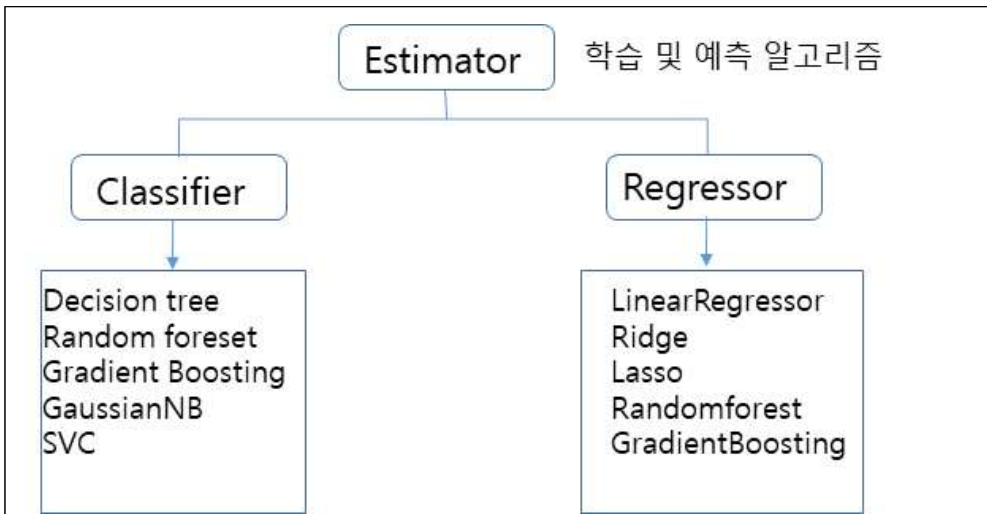 Estimator
학습 및 예측 알고리즘
Classifier
Regressor
Decision tree
Random foreset
Gradient Boosting
GaussianNB
SVC
LinearRegressor
Ridge
Lasso
Randomforest
GradientBoosting